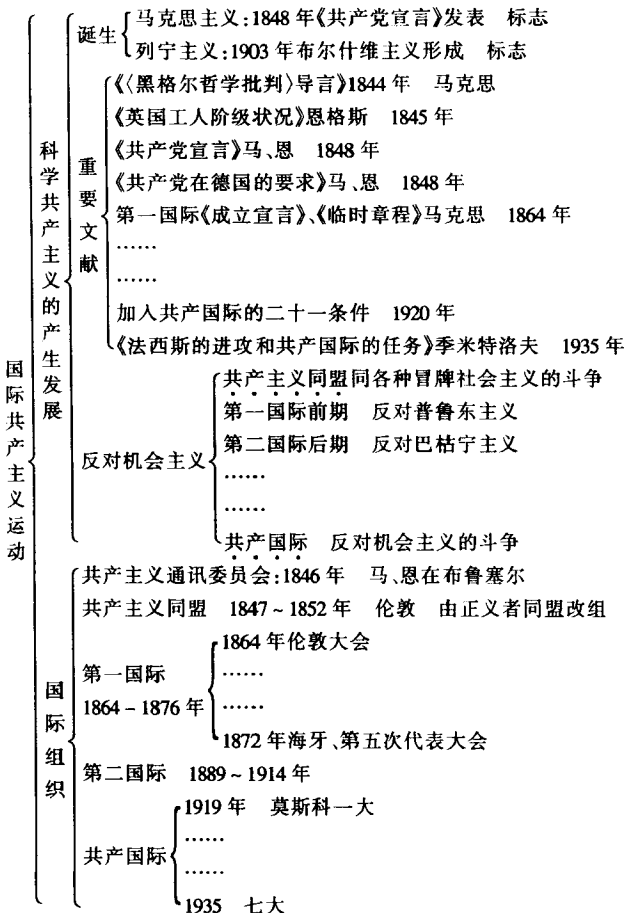 国际共产主义运动
科学共产主义的产生发展
诞生
马克思主义:1848年《共产党宣言》发表 标志
列宁主义:1903年布尔什维主义形成 标志
重要文献
《〈黑格尔哲学批判〉导言》1844年 马克思
《英国工人阶级状况》恩格斯 1845年
《共产党宣言》马、恩 1848年
《共产党在德国的要求》马、恩 1848年
第一国际《成立宣言》、《临时章程》马克思 1864年
……
……
加入共产国际的二十一条件 1920年
《法西斯的进攻和共产国际的任务》季米特洛夫 1935年
反对机会主义
共产主义同盟同各种冒牌社会主义的斗争
第一国际前期 反对普鲁东主义
第二国际后期 反对巴枯宁主义
……
……
共产国际 反对机会主义的斗争
国际组织
共产主义通讯委员会:1846年 马、恩在布鲁塞尔
共产主义同盟 1847~1852年 伦敦 由正义者同盟改组
第一国际
1864-1876年
1864年伦敦大会
……
……
1872年海牙、第五次代表大会
第二国际 1889~1914年
共产国际
1919年 莫斯科一大
……
……
1935 七大